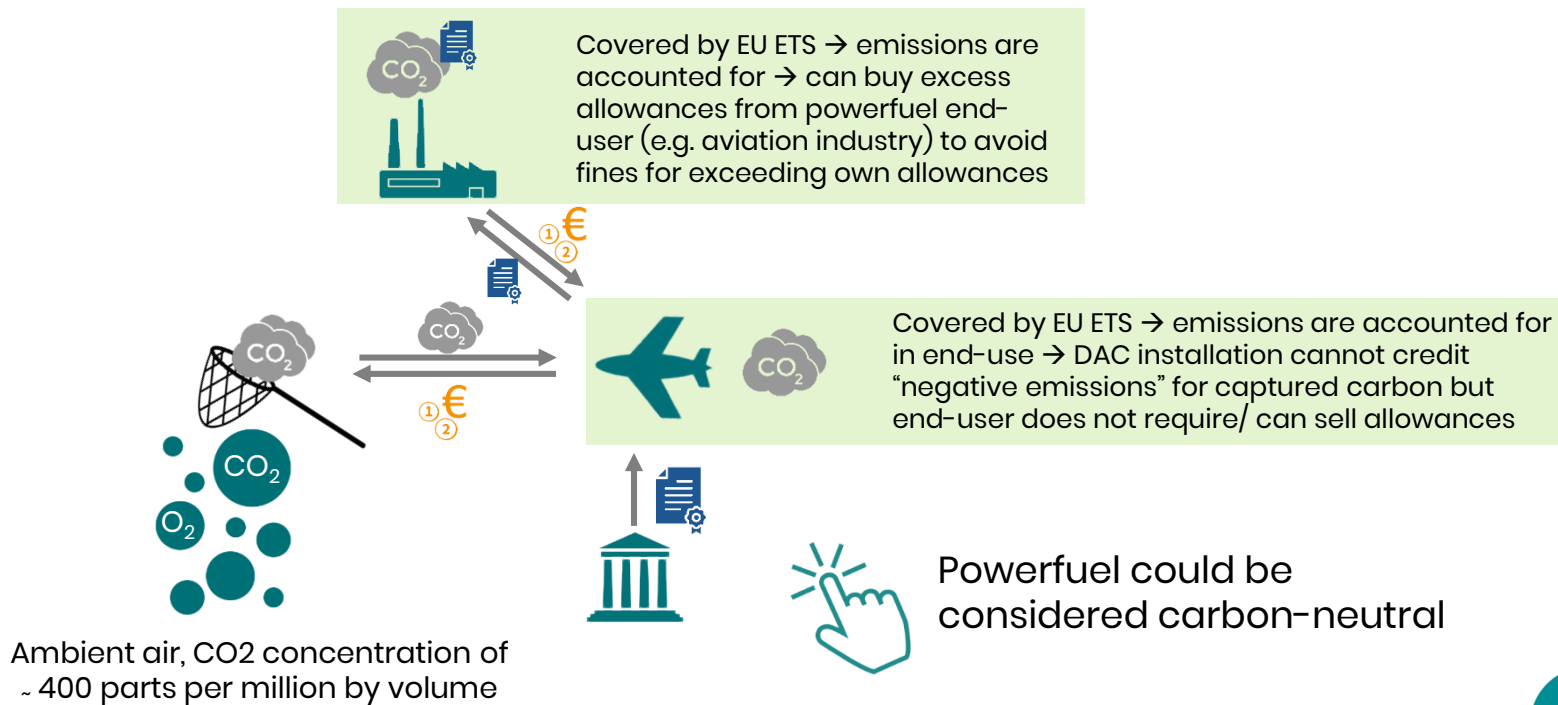 CO₂
Covered by EU ETS → emissions are
accounted for → can buy excess
allowances from powerfuel end-
user (e.g. aviation industry) to avoid
fines for exceeding own allowances
① €
②
CO₂
CO₂
① €
②
CO₂
Covered by EU ETS → emissions are accounted for
in end-use → DAC installation cannot credit
“negative emissions” for captured carbon but
end-user does not require/ can sell allowances
CO₂
O₂
Powerfuel could be
considered carbon-neutral
Ambient air, CO2 concentration of
~ 400 parts per million by volume